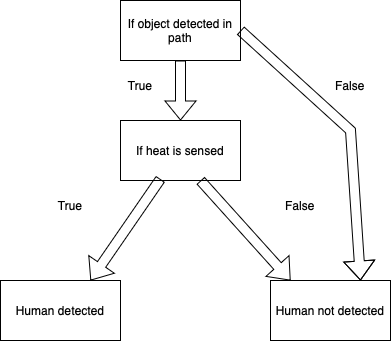 If object detected in
path
True
False
If heat is sensed
True
False
Human detected
Human not detected